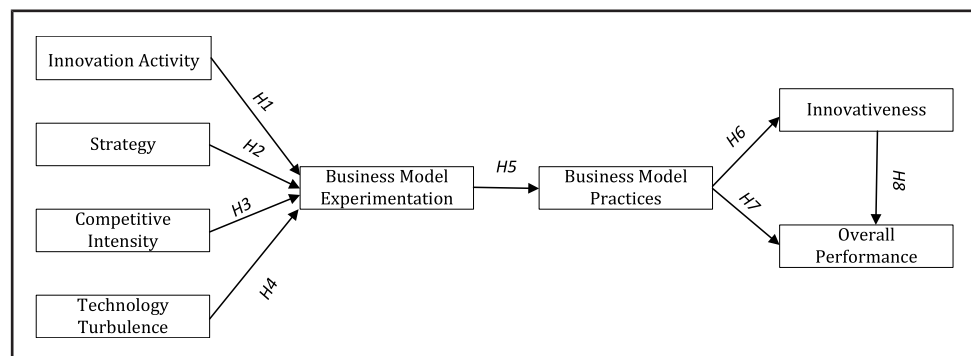 Innovation Activity
H1
Strategy
H2
Competitive
Intensity
H3
Technology
Turbulence
H4
Business Model
Experimentation
H5
Business Model
Practices
H6
H7
Innovativeness
H8
Overall
Performance